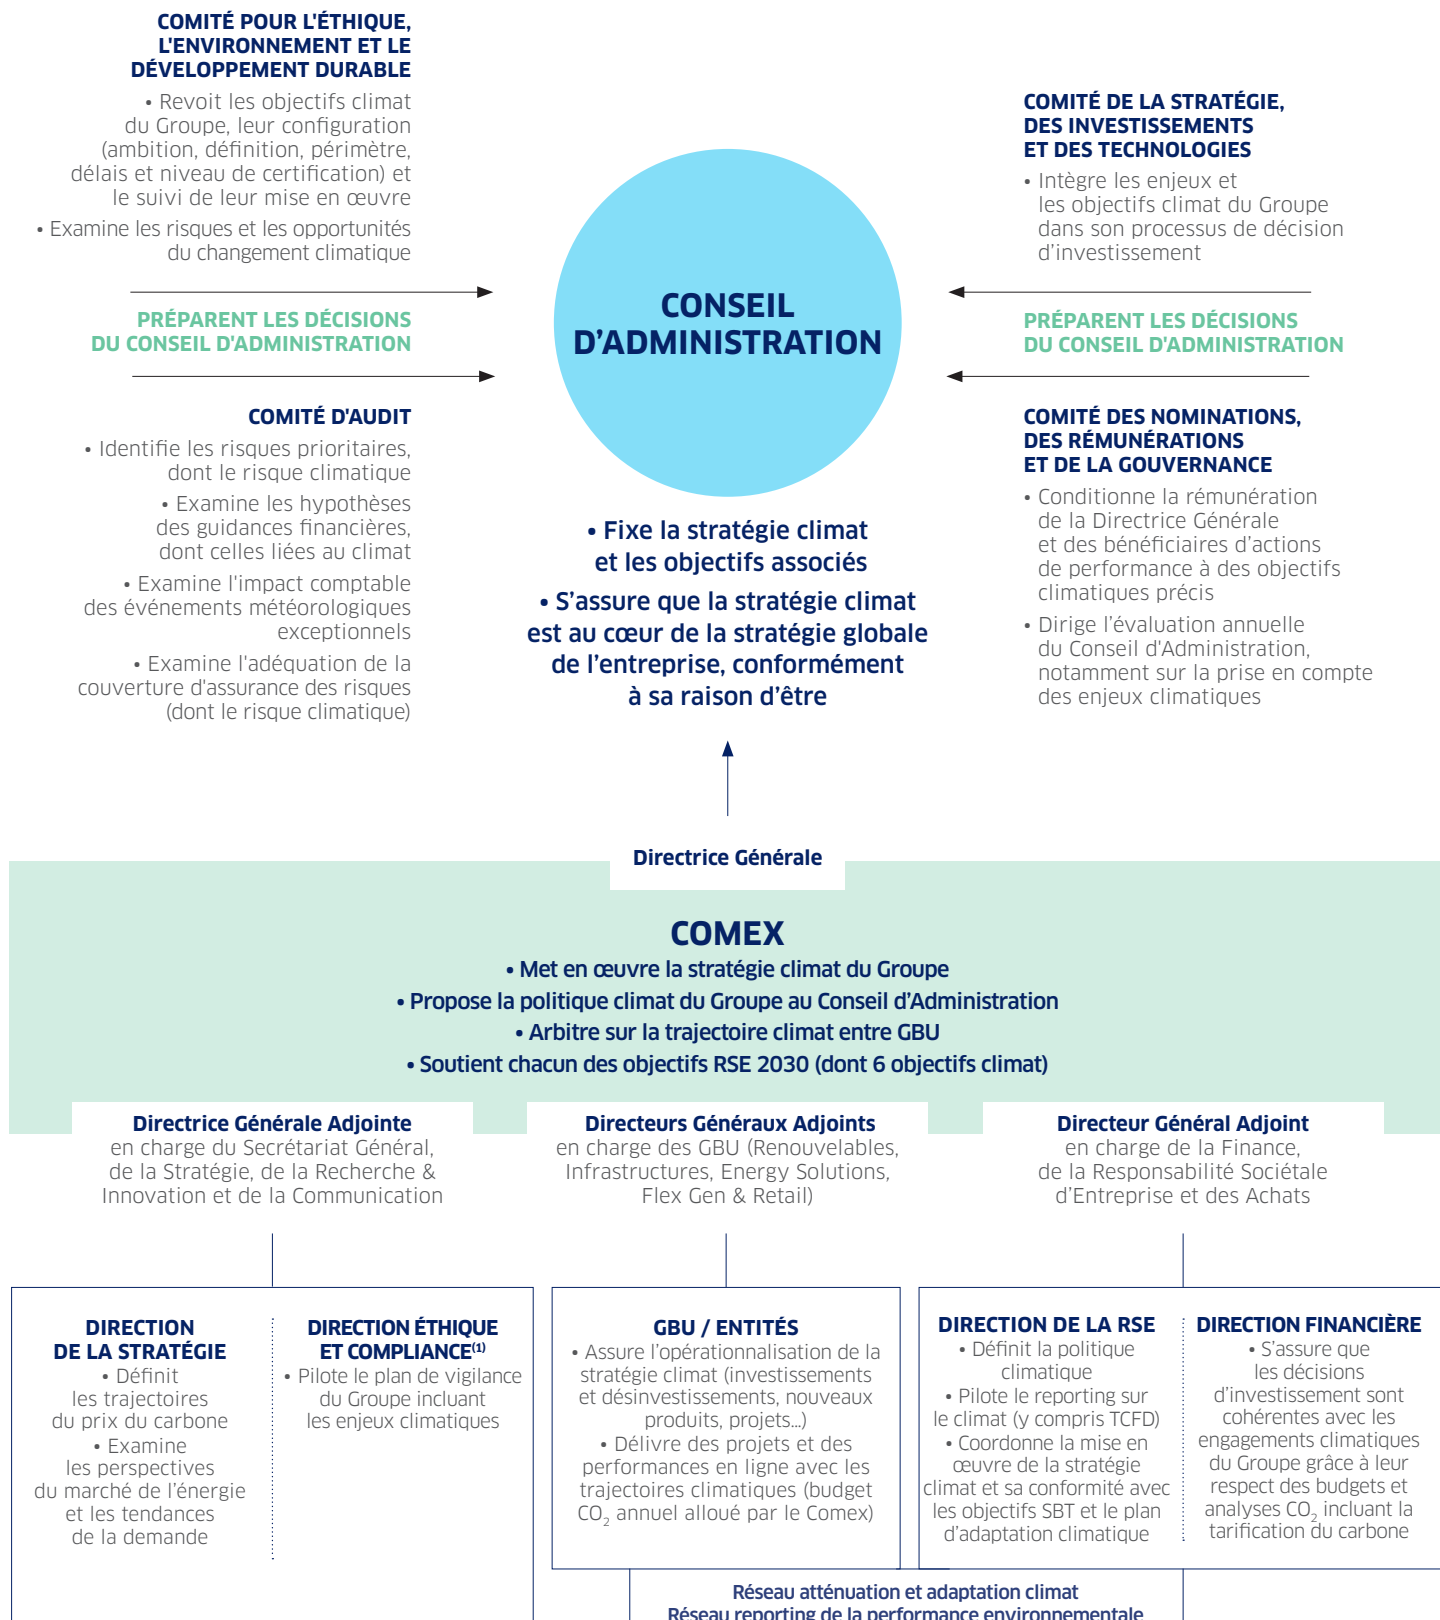 COMITÉ POUR L'ÉTHIQUE,
L'ENVIRONNEMENT ET LE
DÉVELOPPEMENT DURABLE
• Revoit les objectifs climat
du Groupe, leur configuration
(ambition, définition, périmètre,
délais et niveau de certification) et
le suivi de leur mise en œuvre
• Examine les risques et les opportunités
du changement climatique
PRÉPARENT LES DÉCISIONS
DU CONSEIL D'ADMINISTRATION
COMITÉ D'AUDIT
• Identifie les risques prioritaires,
dont le risque climatique
• Examine les hypothèses
des guidances financières,
dont celles liées au climat
• Examine l'impact comptable
des événements météorologiques
exceptionnels
• Examine l'adéquation de la
couverture d'assurance des risques
(dont le risque climatique)
CONSEIL
D’ADMINISTRATION
• Fixe la stratégie climat
et les objectifs associés
• S’assure que la stratégie climat
est au cœur de la stratégie globale
de l’entreprise, conformément
à sa raison d’être
COMITÉ DE LA STRATÉGIE,
DES INVESTISSEMENTS
ET DES TECHNOLOGIES
• Intègre les enjeux et
les objectifs climat du Groupe
dans son processus de décision
d’investissement
PRÉPARENT LES DÉCISIONS
DU CONSEIL D'ADMINISTRATION
COMITÉ DES NOMINATIONS,
DES RÉMUNÉRATIONS
ET DE LA GOUVERNANCE
• Conditionne la rémunération
de la Directrice Générale
et des bénéficiaires d’actions
de performance à des objectifs
climatiques précis
• Dirige l’évaluation annuelle
du Conseil d'Administration,
notamment sur la prise en compte
des enjeux climatiques
Directrice Générale
COMEX
• Met en œuvre la stratégie climat du Groupe
• Propose la politique climat du Groupe au Conseil d’Administration
• Arbitre sur la trajectoire climat entre GBU
• Soutient chacun des objectifs RSE 2030 (dont 6 objectifs climat)
Directrice Générale Adjointe
en charge du Secrétariat Général,
de la Stratégie, de la Recherche &
Innovation et de la Communication
Directeurs Généraux Adjoints
en charge des GBU (Renouvelables,
Infrastructures, Energy Solutions,
Flex Gen & Retail)
Directeur Général Adjoint
en charge de la Finance,
de la Responsabilité Sociétale
d’Entreprise et des Achats
DIRECTION
DE LA STRATÉGIE
• Définit
les trajectoires
du prix du carbone
• Examine
les perspectives
du marché de l’énergie
et les tendances
de la demande
DIRECTION ÉTHIQUE
ET COMPLIANCE(1)
• Pilote le plan de vigilance
du Groupe incluant
les enjeux climatiques
GBU / ENTITÉS
• Assure l’opérationnalisation de la
stratégie climat (investissements
et désinvestissements, nouveaux
produits, projets...)
• Délivre des projets et des
performances en ligne avec les
trajectoires climatiques (budget
CO2 annuel alloué par le Comex)
DIRECTION DE LA RSE
• Définit la politique
climatique
• Pilote le reporting sur
le climat (y compris TCFD)
• Coordonne la mise en
œuvre de la stratégie
climat et sa conformité avec
les objectifs SBT et le plan
d’adaptation climatique
DIRECTION FINANCIÈRE
• S’assure que
les décisions
d’investissement sont
cohérentes avec les
engagements climatiques
du Groupe grâce à leur
respect des budgets et
analyses CO2 incluant la
tarification du carbone
Réseau atténuation et adaptation climat
Réseau reporting de la performance environnementale